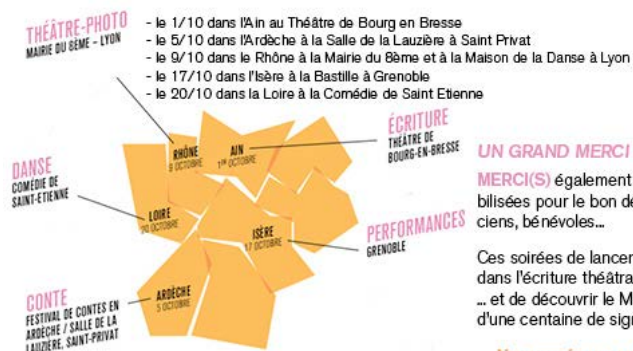 THÉÂTRE-PHOTO
MAIRIE DU 8ÈME - LYON
- le 1/10 dans l'Ain au Théâtre de Bourg en Bresse
- le 5/10 dans l'Ardèche à la Salle de la Lauzière à Saint Privat
- le 9/10 dans le Rhône à la Mairie du 8ème et à la Maison de la Danse à Lyon
- le 17/10 dans l'Isère à la Bastille à Grenoble
- le 20/10 dans la Loire à la Comédie de Saint Etienne
ÉCRITURE
THÉÂTRE DE
BOURG-EN-BRESSE
RHÔNE
9 OCTOBRE
AIN
1ER OCTOBRE
DANSE
COMÉDIE DE
SAINT-ETIENNE
LOIRE
20 OCTOBRE
ISÈRE
17 OCTOBRE
PERFORMANCES
GRENOBLE
ARDÈCHE
5 OCTOBRE
CONTE
FESTIVAL DE CONTES EN
ARDÈCHE / SALLE DE LA
LAUZIÈRE, SAINT-PRIVAT
UN GRAND MERCI
MERCI(S) également
bilisées pour le bon dé
ciens, bénévoles...
Ces soirées de lancer
dans l'écriture théâtra
... et de découvrir le M
d'une centaine de sign